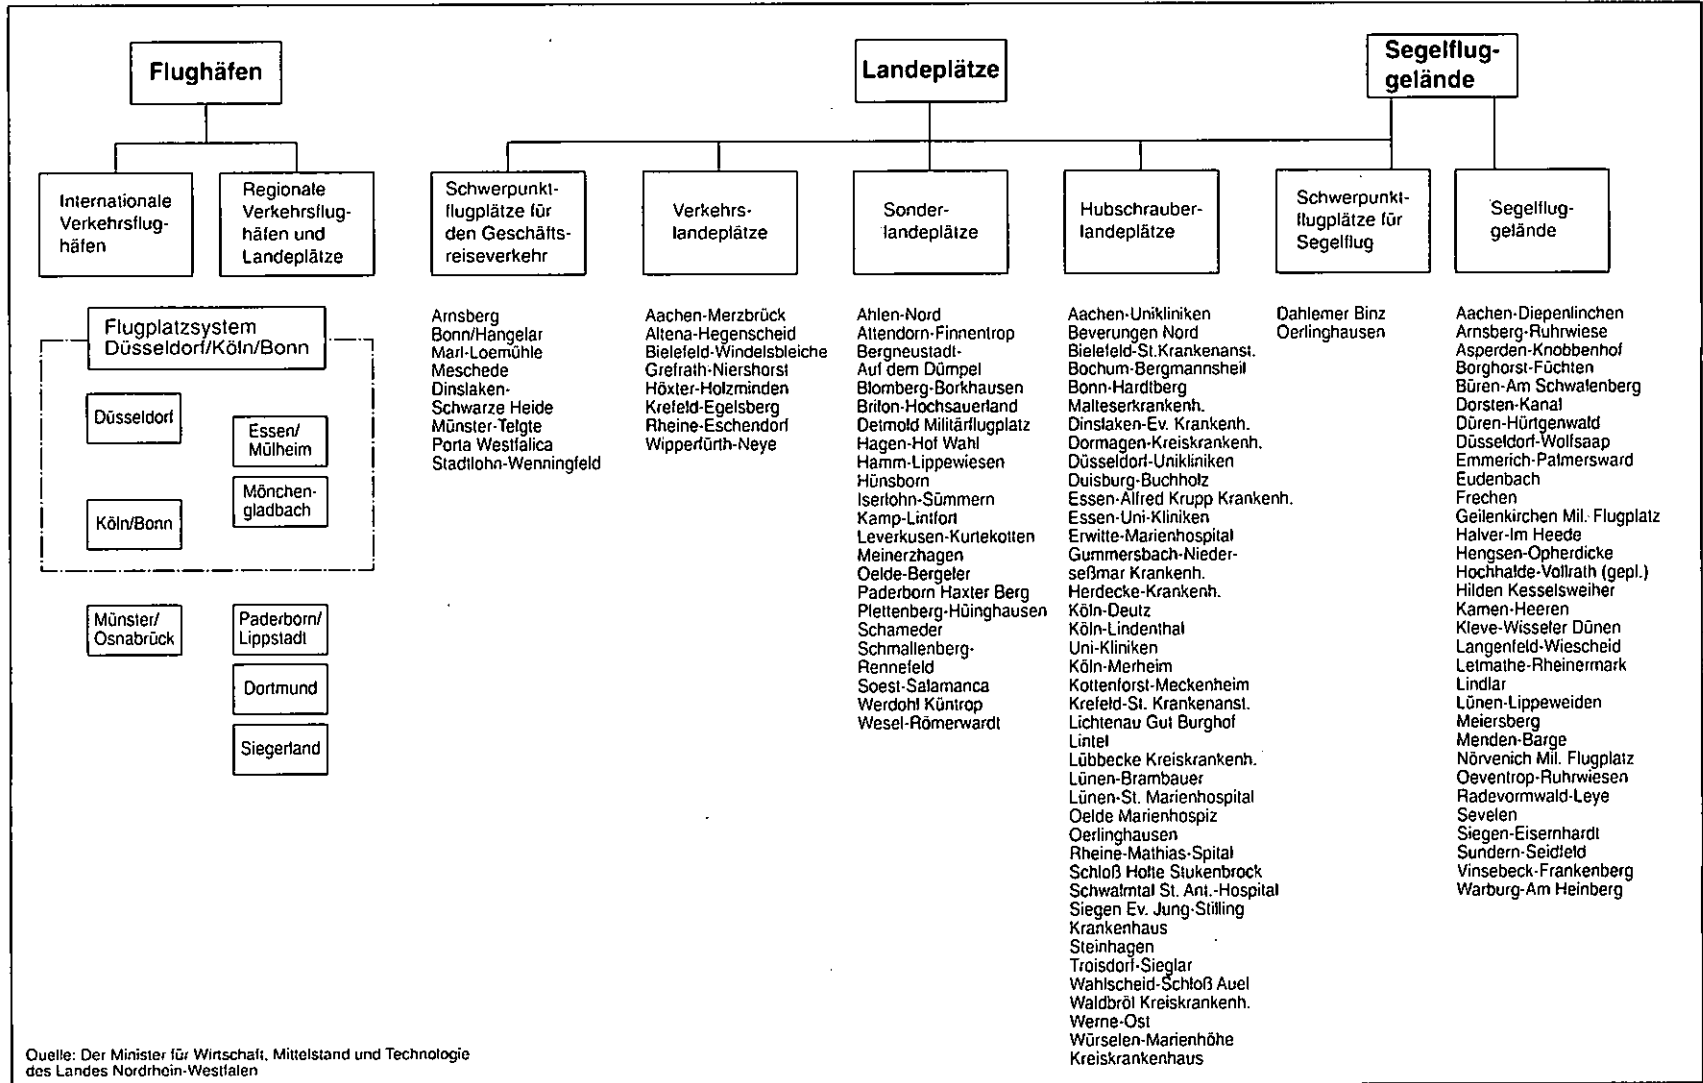 Flughäfen
Landeplätze
Segelflug-
gelände
Internationale
Verkehrsflug-
häfen
Regionale
Verkehrsflug-
häfen und
Landeplätze
Schwerpunkt-
flugplätze für
den Geschäfts-
reiseverkehr
Verkehrs-
landeplätze
Sonder-
landeplätze
Hubschrauber-
landeplätze
Schwerpunkt-
flugplätze für
Segelflug
Segelflug-
gelände
Flugplatzsystem
Düsseldorf/Köln/Bonn
Düsseldorf
Essen/
Mülheim
Mönchen-
gladbach
Köln/Bonn
Münster/
Osnabrück
Paderborn/
Lippstadt
Dortmund
Siegerland
Arnsberg
Bonn/Hangelar
Marl-Loemühle
Meschede
Dinslaken-
Schwarze Heide
Münster-Telgte
Porta Westfalica
Stadtlohn-Wenningfeld
Aachen-Merzbrück
Altena-Hegenscheid
Bielefeld-Windelsbleiche
Grefrath-Niershorst
Höxter-Holzminden
Krefeld-Egelsberg
Rheine-Eschendorf
Wipperfürth-Neye
Ahlen-Nord
Attendorn-Finnentrop
Bergneustadt-
Auf dem Dümpel
Blomberg-Borkhausen
Brilon-Hochsauerland
Detmold Militärflugplatz
Hagen-Hof Wahl
Hamm-Lippewiesen
Hünsborn
Iserlohn-Sümmern
Kamp-Lintfort
Leverkusen-Kurtekotten
Meinerzhagen
Oelde-Bergeler
Paderborn Haxter Berg
Plettenberg-Hüinghausen
Schameder
Schmallenberg-
Rennefeld
Soest-Salamanca
Werdohl Küntrop
Wesel-Römerwardt
Aachen-Unikliniken
Beverungen Nord
Bielefeld-St.Krankenanst.
Bochum-Bergmannsheil
Bonn-Hardtberg
Malteserkrankenh.
Dinslaken-Ev. Krankenh.
Dormagen-Kreiskrankenh.
Düsseldorf-Unikliniken
Duisburg-Buchholz
Essen-Alfred Krupp Krankenh.
Essen-Uni-Kliniken
Erwitte-Marienhospital
Gummersbach-Nieder-
seßmar Krankenh.
Herdecke-Krankenh.
Köln-Deutz
Köln-Lindenthal
Uni-Kliniken
Köln-Merheim
Kottenforst-Meckenheim
Krefeld-St. Krankenanst.
Lichtenau Gut Burghof
Lintel
Lübbecke Kreiskrankenh.
Lünen-Brambauer
Lünen-St. Marienhospital
Oelde Marienhospiz
Oerlinghausen
Rheine-Mathias-Spital
Schloß Holte Stukenbrock
Schwalmtal St. Ant.-Hospital
Siegen Ev. Jung-Stilling
Krankenhaus
Steinhagen
Troisdorf-Sieglar
Wahlscheid-Schloß Auel
Waldbröl Kreiskrankenh.
Werne-Ost
Würselen-Marienhöhe
Kreiskrankenhaus
Dahlemer Binz
Oerlinghausen
Aachen-Diepenlinchen
Arnsberg-Ruhrwiese
Asperden-Knobbenhof
Borghorst-Füchten
Büren-Am Schwalenberg
Dorsten-Kanal
Düren-Hürtgenwald
Düsseldorf-Wolfsaap
Emmerich-Palmersward
Eudenbach
Frechen
Geilenkirchen Mil. Flugplatz
Halver-Im Heede
Hengsen-Opherdicke
Hochhalde-Vollrath (gepl.)
Hilden Kesselsweiher
Kamen-Heeren
Kleve-Wisseler Dünen
Langenfeld-Wiescheid
Letmathe-Rheinermark
Lindlar
Lünen-Lippeweiden
Meiersberg
Menden-Barge
Nörvenich Mil. Flugplatz
Oeventrop-Ruhrwiesen
Radevormwald-Leye
Sevelen
Siegen-Eisernhardt
Sundern-Seidfeld
Vinsebeck-Frankenberg
Warburg-Am Heinberg
Quelle: Der Minister für Wirtschaft, Mittelstand und Technologie
des Landes Nordrhein-Westfalen